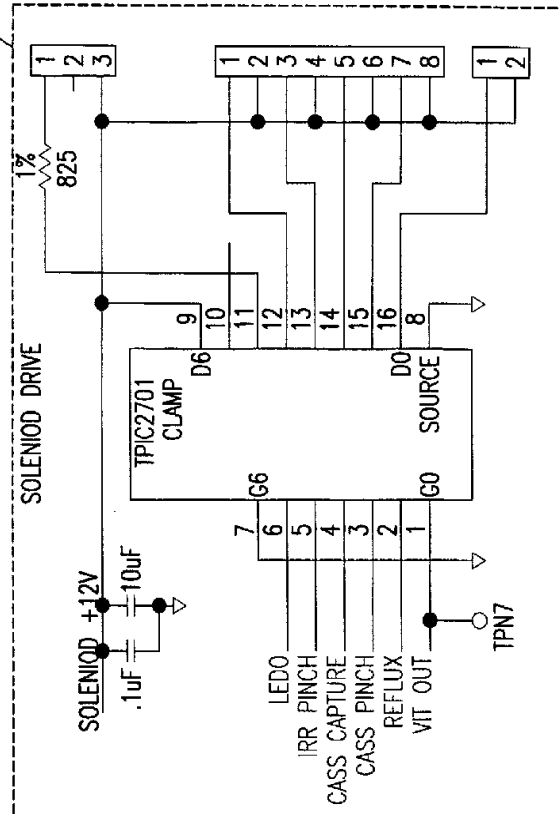 SOLENIOD DRIVE
1
2
3
1
2
3
4
5
6
7
8
1
2
1%
825
9
10
11
12
13
14
15
16
8
D6
D0
TPIC2701
CLAMP
SOURCE
G6
G0
7
6
5
4
3
2
1
SOLENIOD +12V
.1uF
10uF
LEDO
IRR PINCH
CASS CAPTURE
CASS PINCH
REFLUX
VIT OUT
TPN7